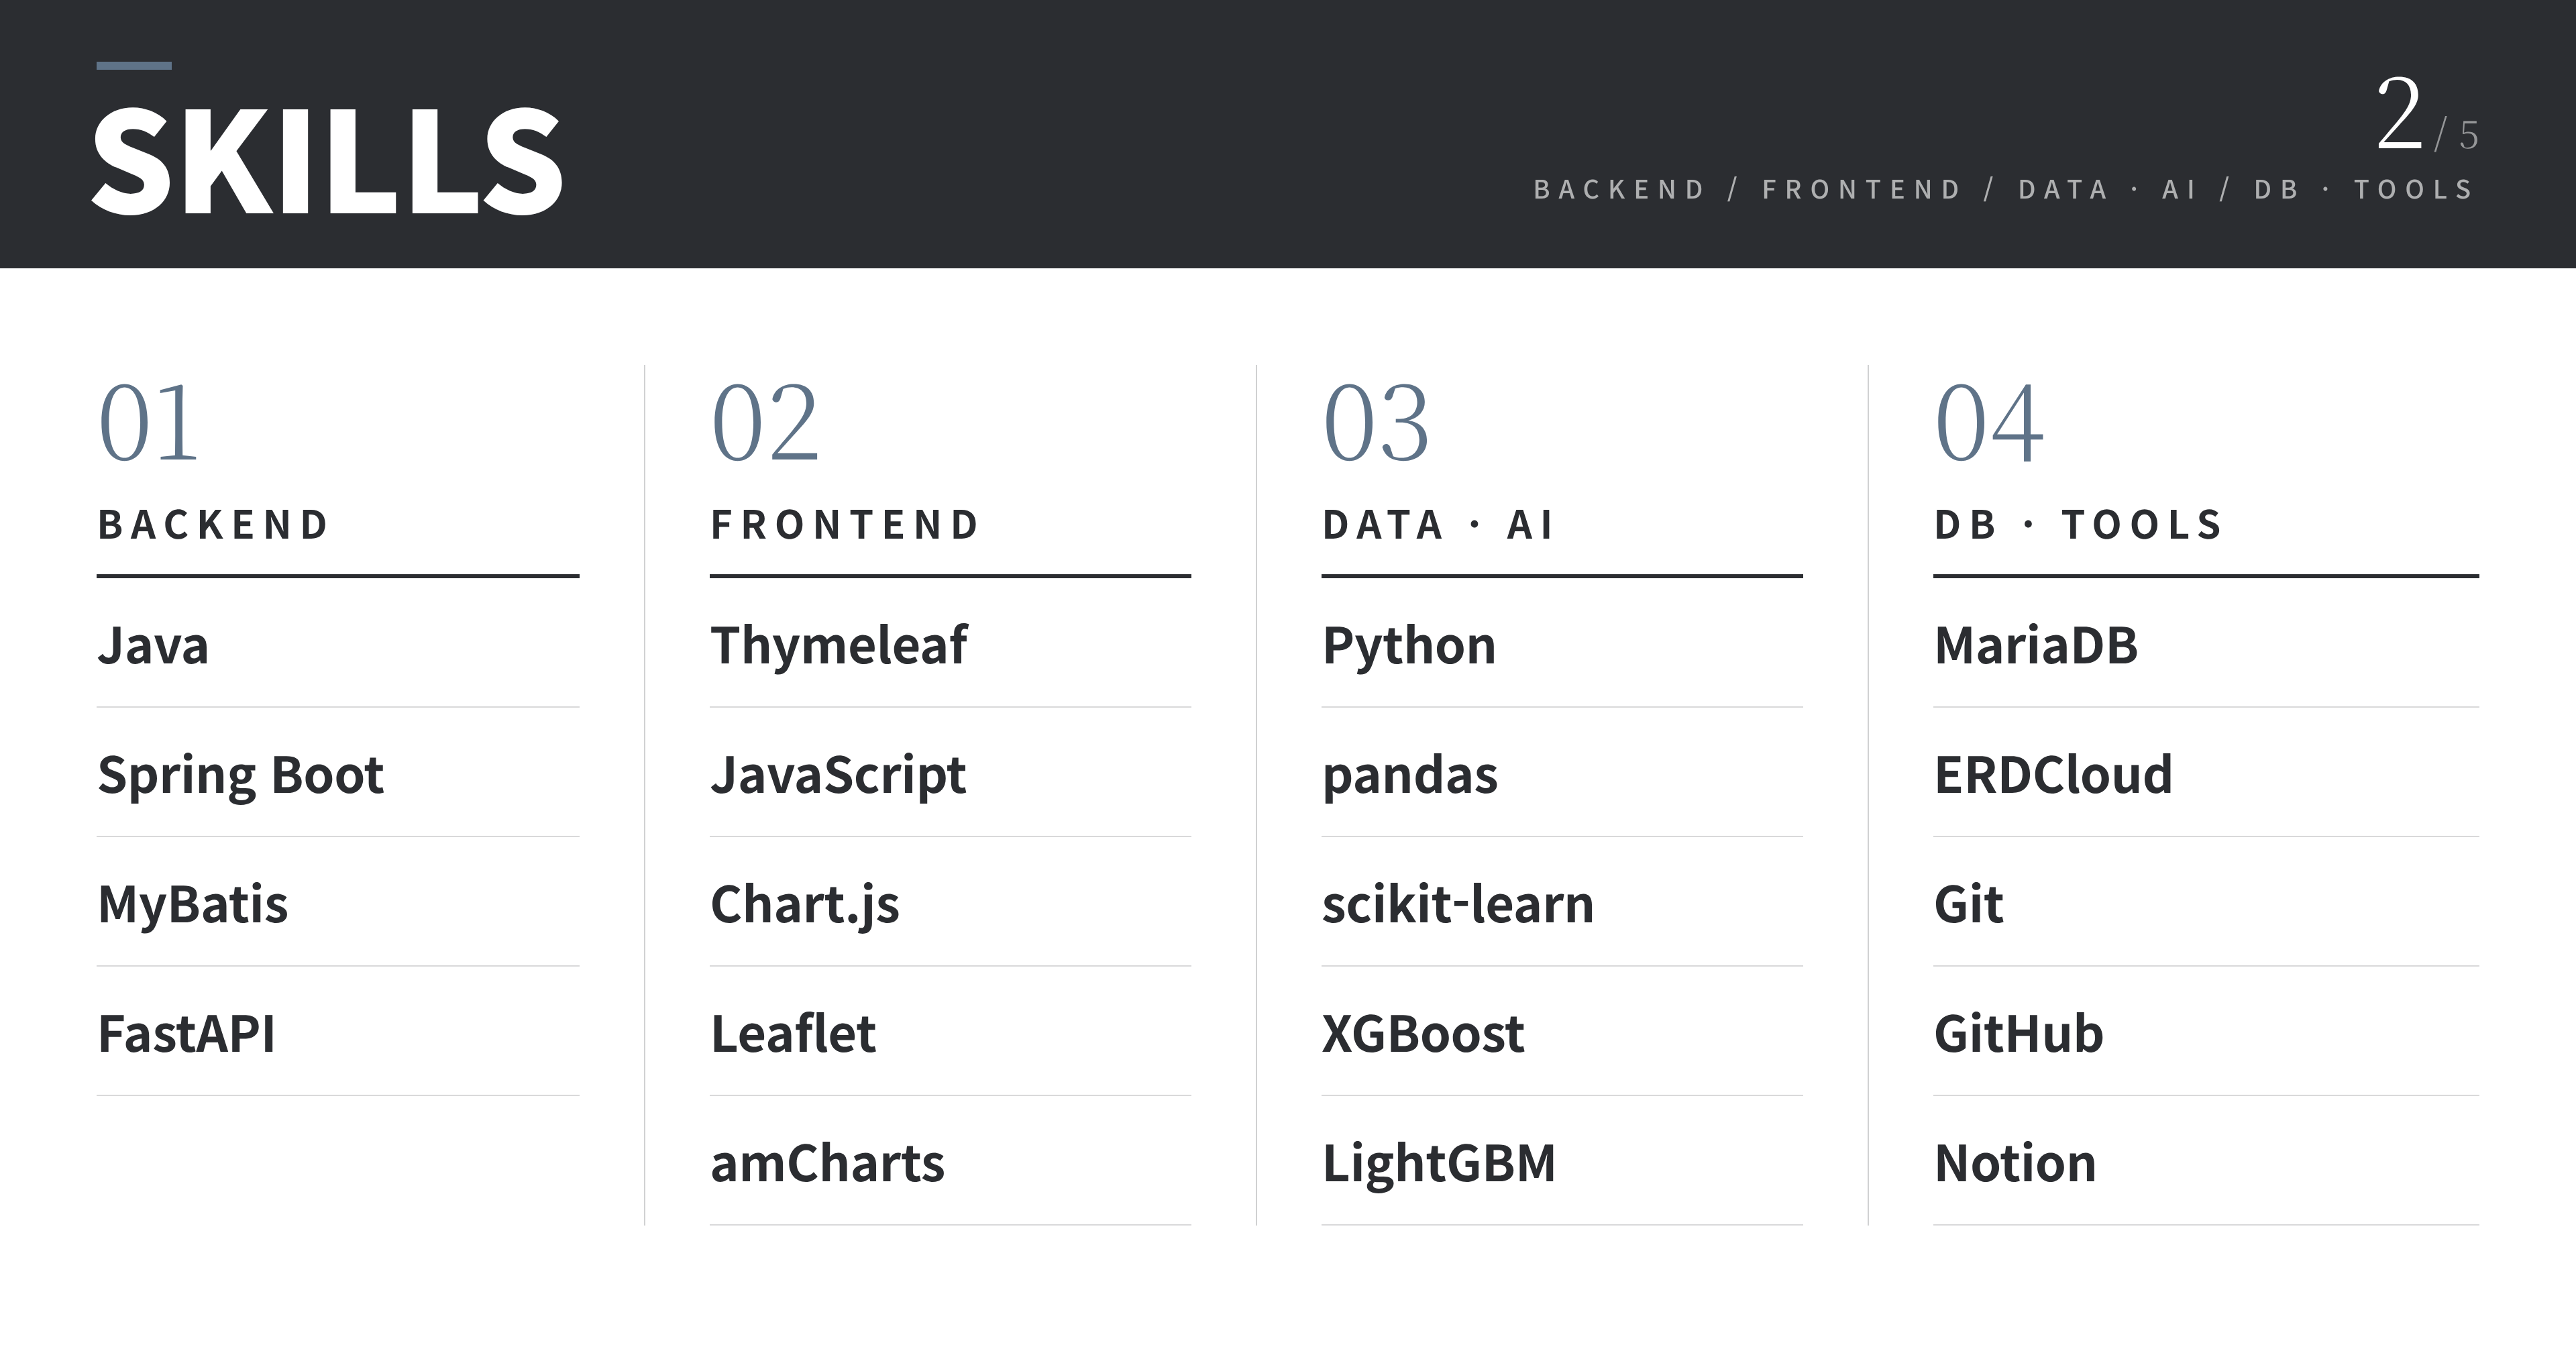 SKILLS
2 / 5
BACKEND / FRONTEND / DATA · AI / DB · TOOLS
01
BACKEND
Java
Spring Boot
MyBatis
FastAPI
02
FRONTEND
Thymeleaf
JavaScript
Chart.js
Leaflet
amCharts
03
DATA · AI
Python
pandas
scikit-learn
XGBoost
LightGBM
04
DB · TOOLS
MariaDB
ERDCloud
Git
GitHub
Notion